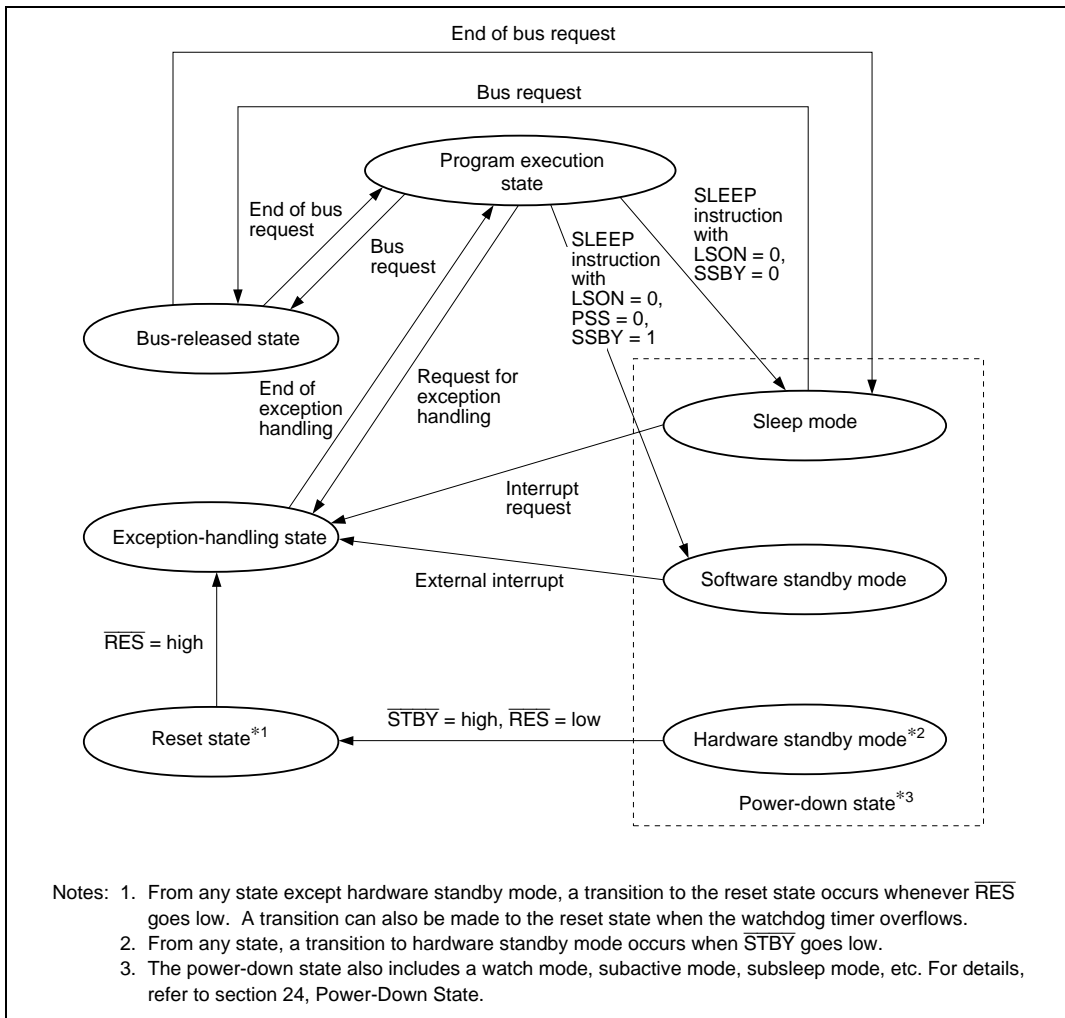 End of bus request
Bus request
Program execution
state
End of bus
request
Bus
request
SLEEP
instruction
with
LSON = 0,
PSS = 0,
SSBY = 1
SLEEP
instruction
with
LSON = 0,
SSBY = 0
Bus-released state
End of
exception
handling
Request for
exception
handling
Sleep mode
Interrupt
request
Exception-handling state
External interrupt
Software standby mode
R̅E̅S̅ = high
S̅T̅B̅Y̅ = high, R̅E̅S̅ = low
Reset state*1
Hardware standby mode*2
Power-down state*3
Notes: 1. From any state except hardware standby mode, a transition to the reset state occurs whenever R̅E̅S̅
goes low. A transition can also be made to the reset state when the watchdog timer overflows.
2. From any state, a transition to hardware standby mode occurs when S̅T̅B̅Y̅ goes low.
3. The power-down state also includes a watch mode, subactive mode, subsleep mode, etc. For details,
refer to section 24, Power-Down State.